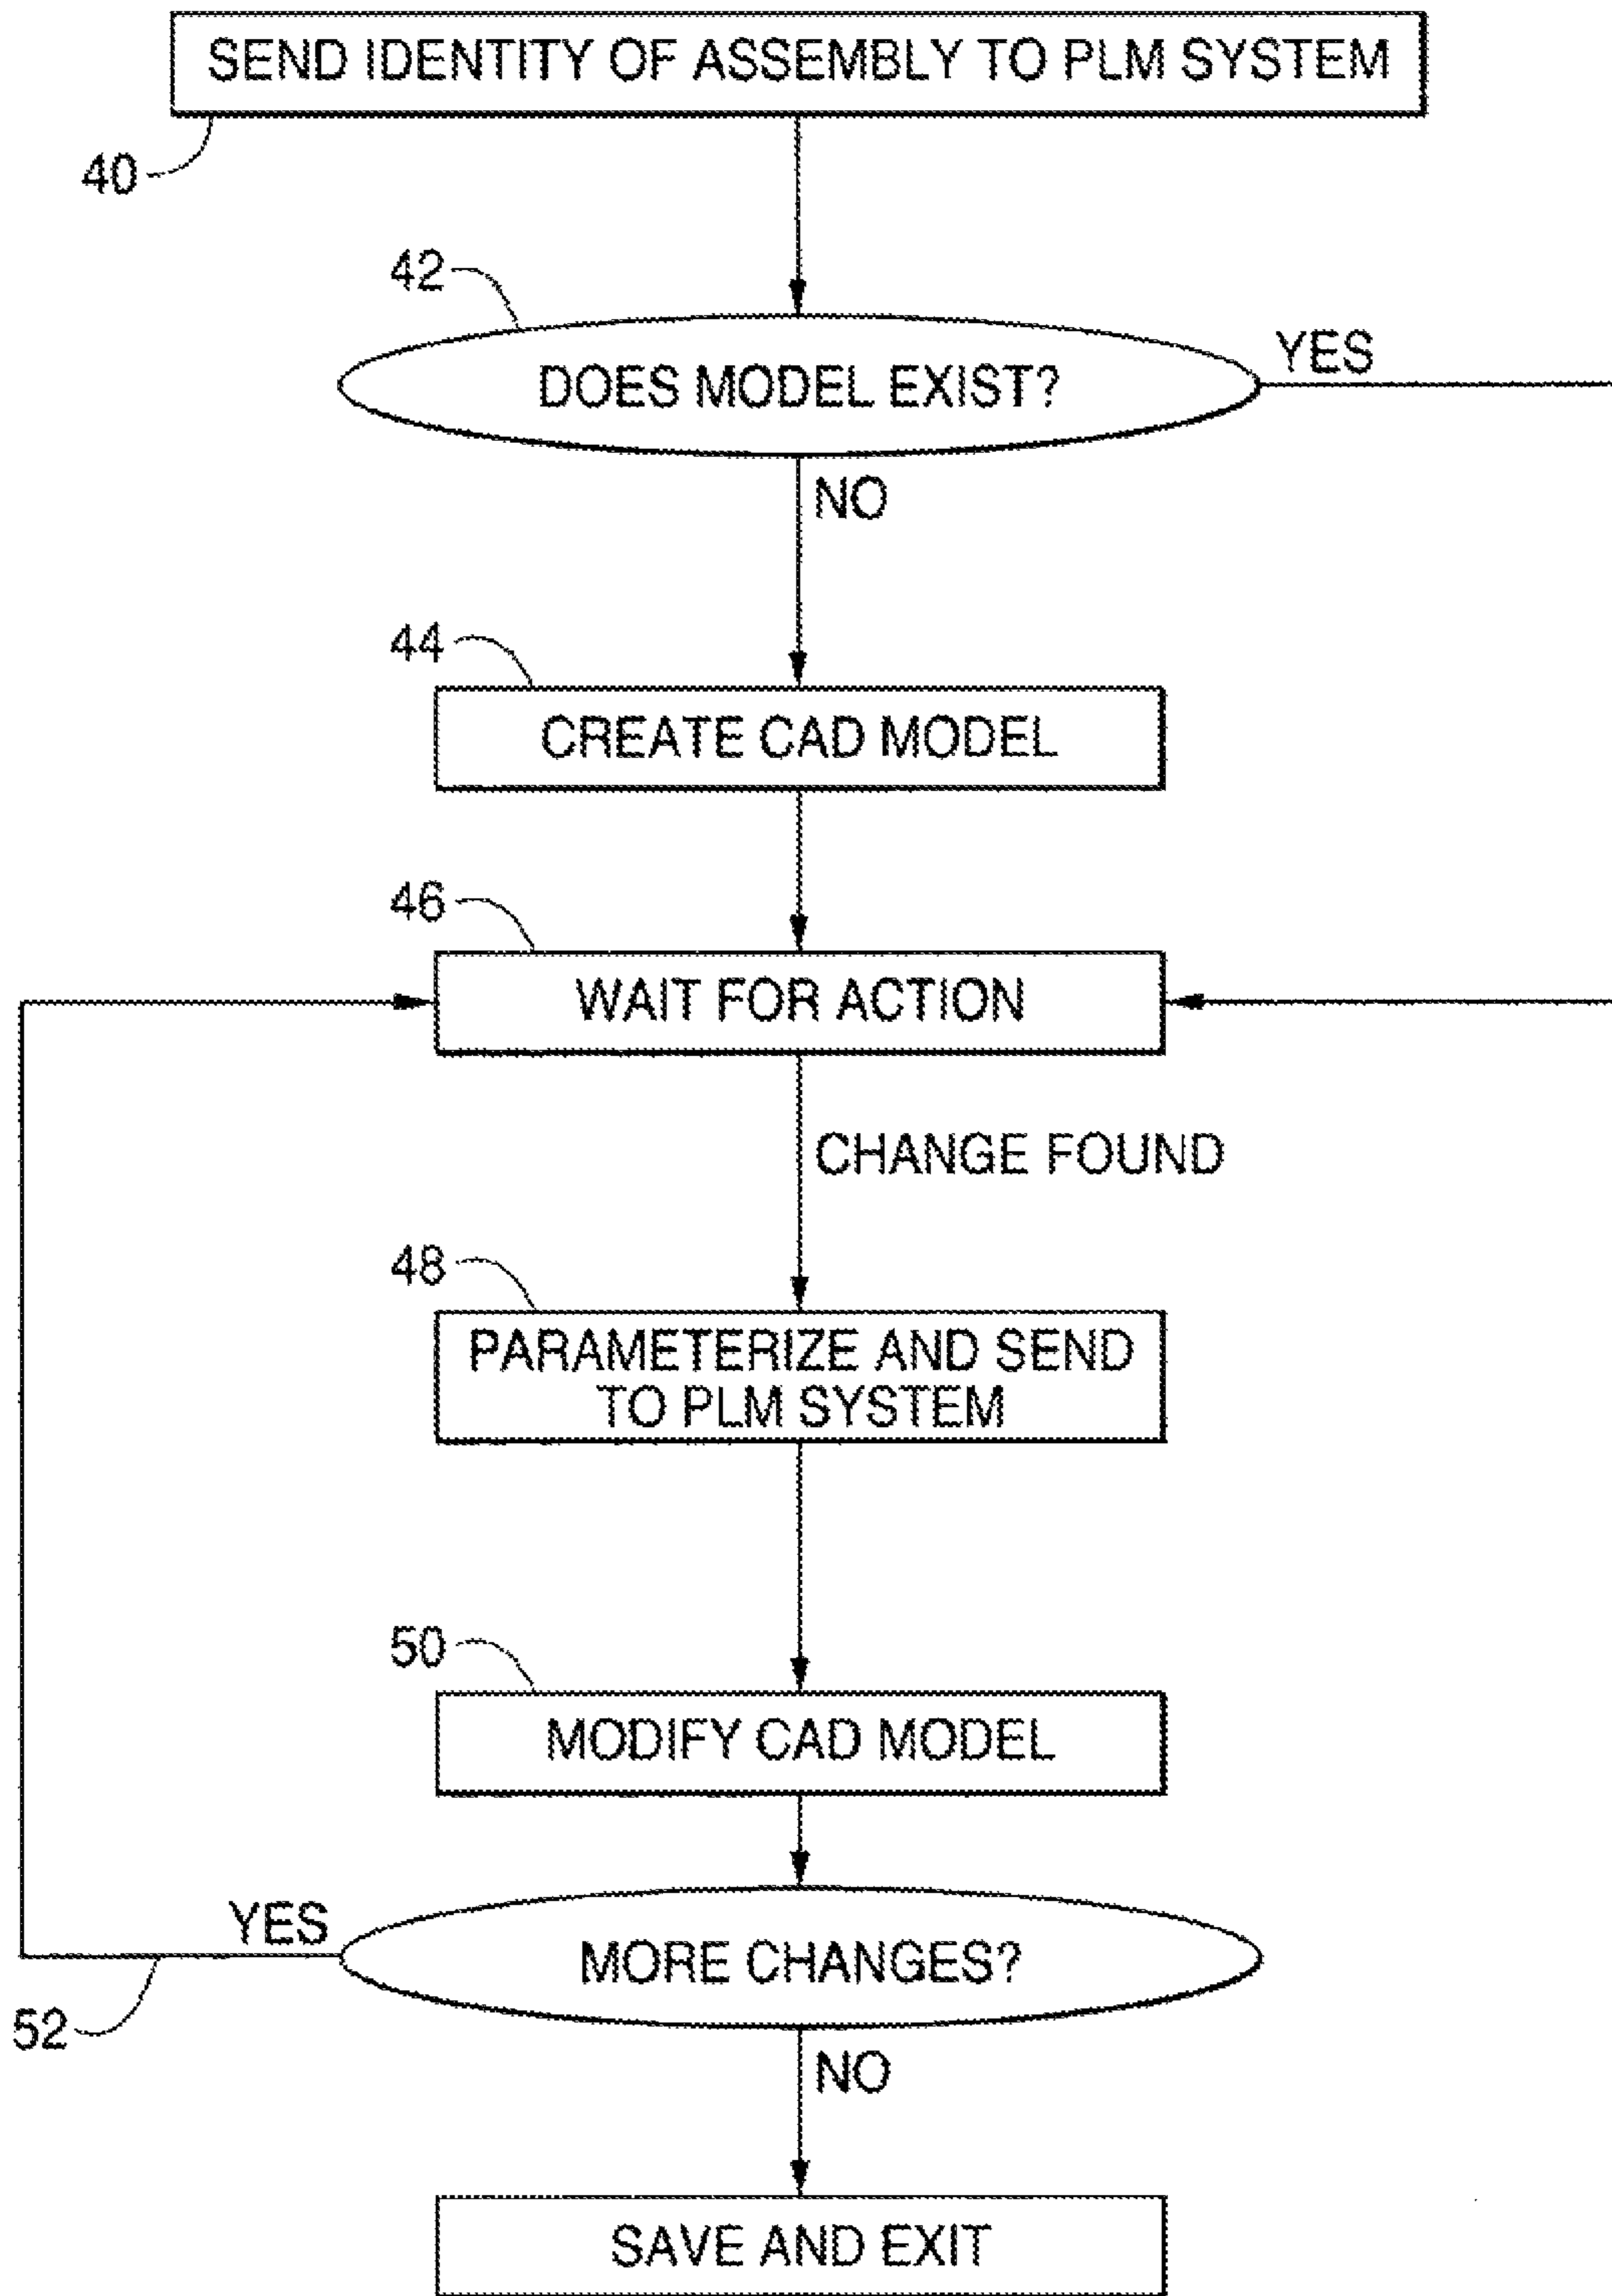 SEND IDENTITY OF ASSEMBLY TO PLM SYSTEM
40
42
DOES MODEL EXIST?
YES
NO
44
CREATE CAD MODEL
46
WAIT FOR ACTION
CHANGE FOUND
48
PARAMETERIZE AND SEND
TO PLM SYSTEM
50
MODIFY CAD MODEL
YES
MORE CHANGES?
52
NO
SAVE AND EXIT